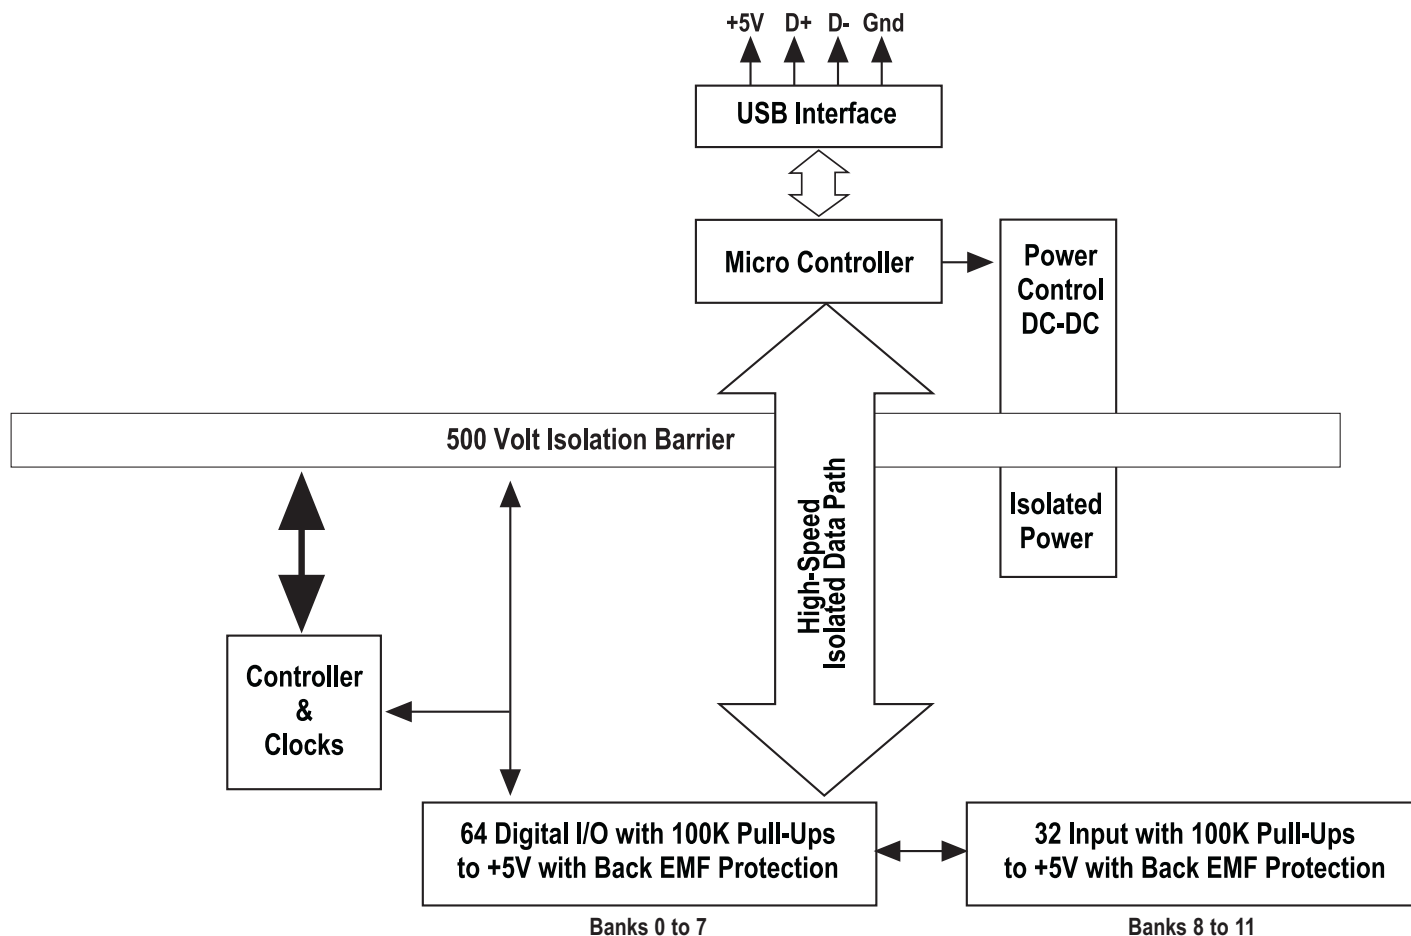 +5V D+ D- Gnd
USB Interface
Micro Controller
Power
Control
DC-DC
500 Volt Isolation Barrier
High-Speed
Isolated Data Path
Isolated
Power
Controller
&
Clocks
64 Digital I/O with 100K Pull-Ups
to +5V with Back EMF Protection
32 Input with 100K Pull-Ups
to +5V with Back EMF Protection
Banks 0 to 7
Banks 8 to 11